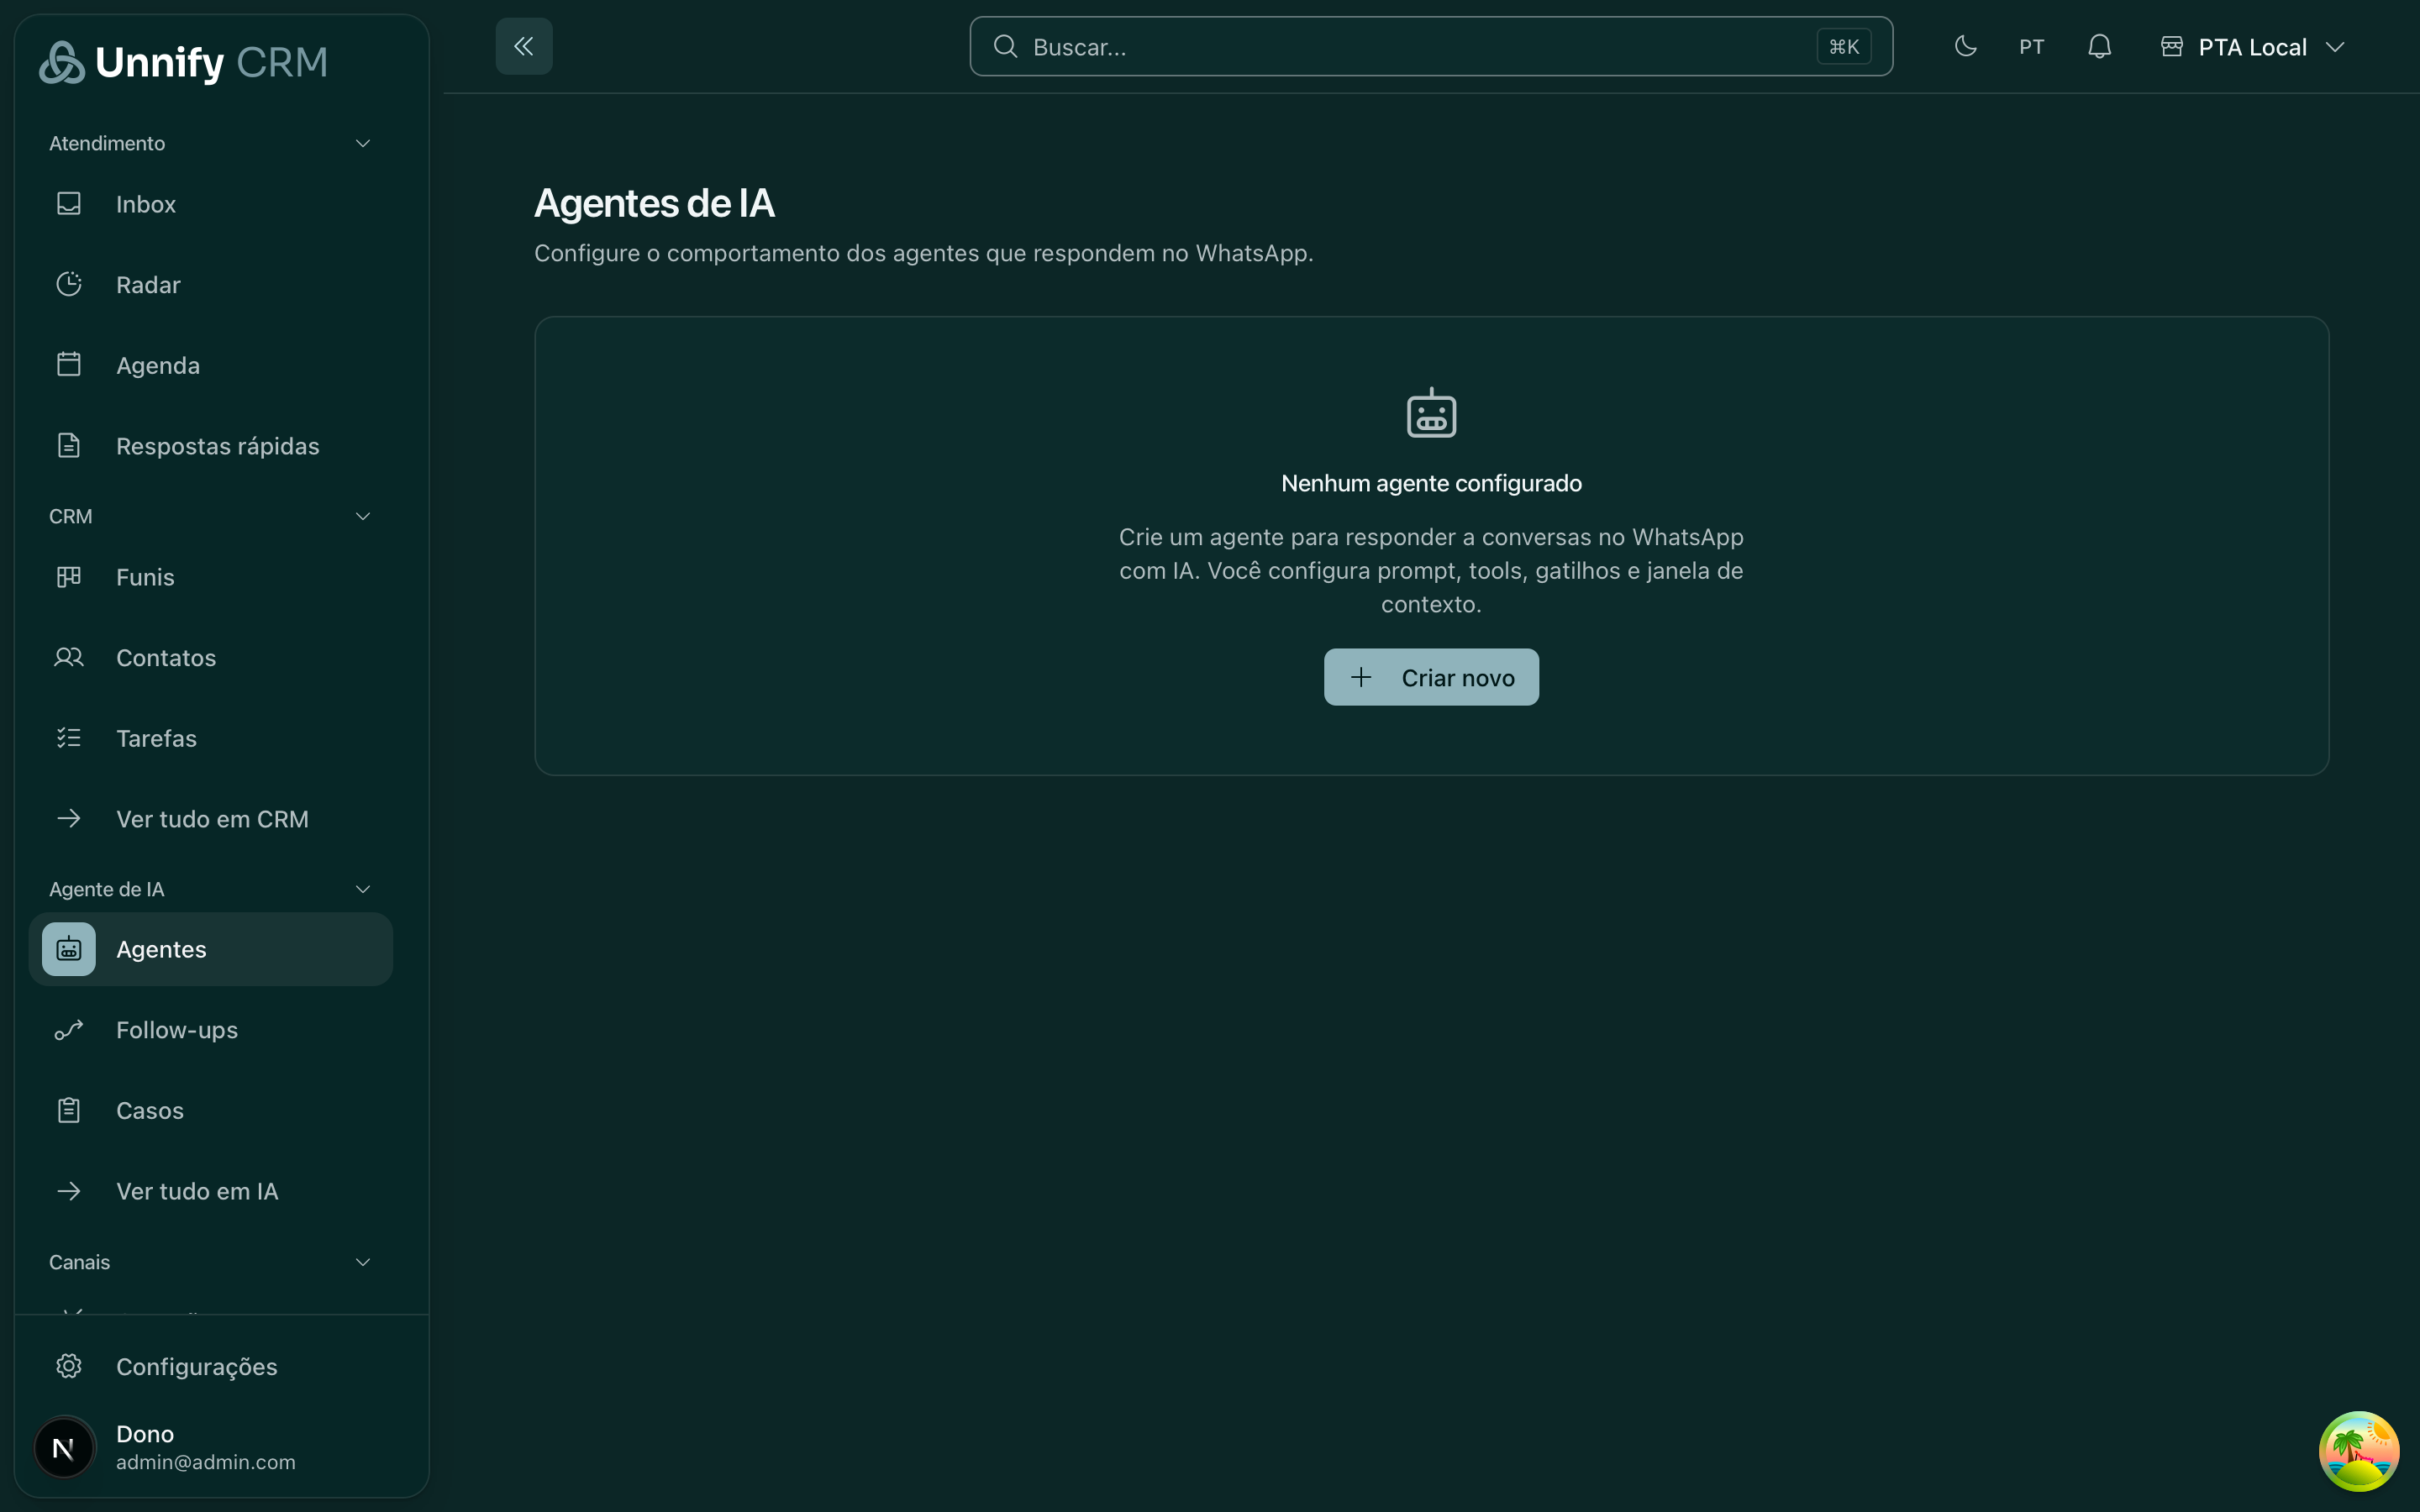 Unnify CRM
Buscar...
⌘K
PT
PTA Local
Atendimento
Inbox
Radar
Agenda
Respostas rápidas
CRM
Funis
Contatos
Tarefas
Ver tudo em CRM
Agente de IA
Agentes
Follow-ups
Casos
Ver tudo em IA
Canais
Configurações
N
Dono
admin@admin.com
Agentes de IA
Configure o comportamento dos agentes que respondem no WhatsApp.
Nenhum agente configurado
Crie um agente para responder a conversas no WhatsApp
com IA. Você configura prompt, tools, gatilhos e janela de
contexto.
Criar novo